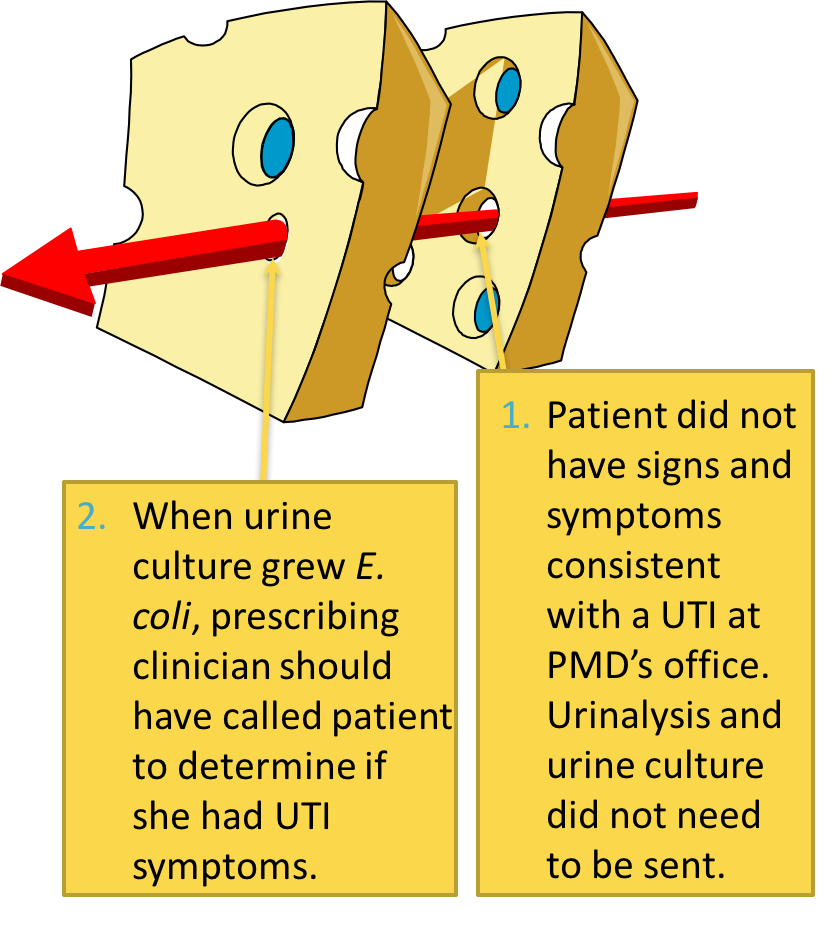 1. Patient did not
have signs and
symptoms
consistent
with a UTI at
PMD’s office.
Urinalysis and
urine culture
did not need
to be sent.
2. When urine
culture grew E.
coli, prescribing
clinician should
have called patient
to determine if
she had UTI
symptoms.